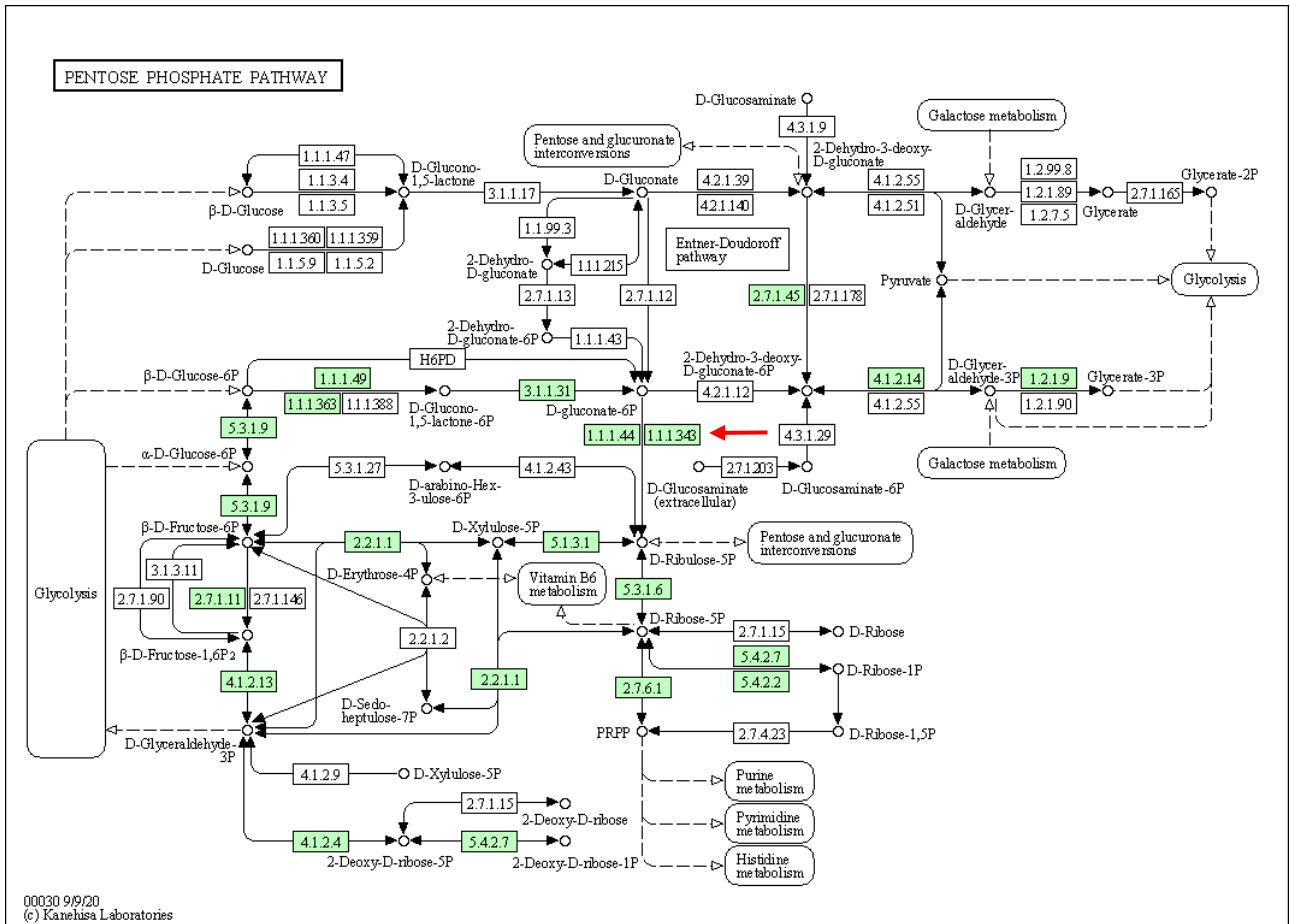 PENTOSE PHOSPHATE PATHWAY
D-Glucosaminate
4.3.1.9
Galactose metabolism
Pentose and glucuronate
interconversions
2-Dehydro-3-deoxy-
D-gluconate
1.1.1.47
1.1.3.4
1.1.3.5
β-D-Glucose
D-Glucono-
1,5-lactone
3.1.1.17
D-Gluconate
4.2.1.39
4.2.1.140
4.1.2.55
4.1.2.51
D-Glycer-
aldehyde
1.2.99.8
1.2.1.89
1.2.7.5
Glycerate
2.7.1.165
Glycerate-2P
1.1.1.360
1.1.1.359
1.1.5.9
1.1.5.2
D-Glucose
1.1.99.3
2-Dehydro-
D-gluconate
1.1.1.215
Entner-Doudoroff
pathway
Pyruvate
Glycolysis
2.7.1.13
2.7.1.12
2.7.1.45
2.7.1.178
2-Dehydro-
D-gluconate-6P
1.1.1.43
H6PD
β-D-Glucose-6P
1.1.1.49
1.1.1.363
1.1.1.388
D-Glucono-
1,5-lactone-6P
3.1.1.31
D-gluconate-6P
2-Dehydro-3-deoxy-
D-gluconate-6P
4.2.1.12
4.1.2.14
4.1.2.55
D-Glycer-
aldehyde-3P
1.2.1.9
1.2.1.90
Glycerate-3P
5.3.1.9
1.1.1.44
1.1.1.343
4.3.1.29
α-D-Glucose-6P
5.3.1.27
D-arabino-Hex-
3-ulose-6P
4.1.2.43
2.7.1.203
D-Glucosaminate
(extracellular)
D-Glucosaminate-6P
Galactose metabolism
5.3.1.9
β-D-Fructose-6P
2.2.1.1
D-Xylulose-5P
5.1.3.1
D-Ribulose-5P
Pentose and glucuronate
interconversions
3.1.3.11
2.7.1.90
2.7.1.11
2.7.1.146
D-Erythrose-4P
Vitamin B6
metabolism
5.3.1.6
Glycolysis
2.2.1.2
D-Ribose-5P
2.7.1.15
D-Ribose
β-D-Fructose-1,6P2
5.4.2.7
5.4.2.2
D-Ribose-1P
4.1.2.13
2.2.1.1
2.7.6.1
D-Sedo-
heptulose-7P
D-Glyceraldehyde-
3P
PRPP
2.7.4.23
D-Ribose-1,5P
4.1.2.9
D-Xylulose-5P
Purine
metabolism
2.7.1.15
2-Deoxy-D-ribose
Pyrimidine
metabolism
4.1.2.4
2-Deoxy-D-ribose-5P
5.4.2.7
2-Deoxy-D-ribose-1P
Histidine
metabolism
00030 9/9/20
(c) Kanehisa Laboratories